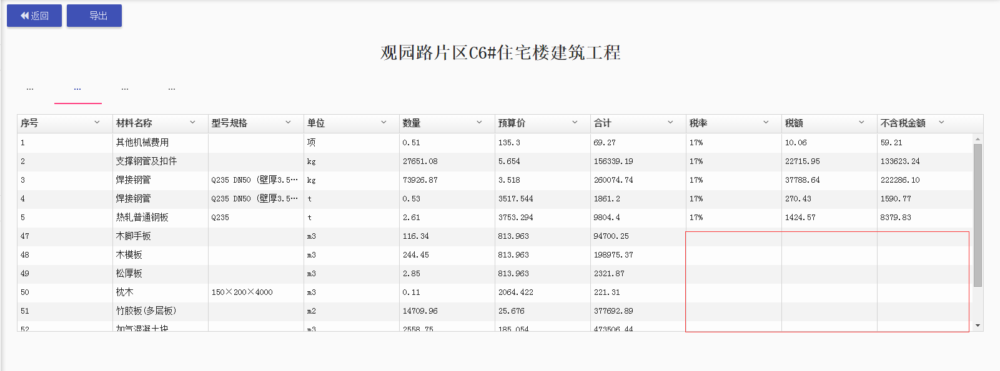 返回 导出
观园路片区C6#住宅楼建筑工程
... ... ... ...
序号 材料名称 型号规格 单位 数量 预算价 合计 税率 税额 不含税金额
1 其他机械费用 项 0.51 135.3 69.27 17% 10.06 59.21
2 支撑钢管及扣件 kg 27651.08 5.654 156339.19 17% 22715.95 133623.24
3 焊接钢管 Q235 DN50 (壁厚3.5… kg 73926.87 3.518 260074.74 17% 37788.64 222286.10
4 焊接钢管 Q235 DN50 (壁厚3.5… t 0.53 3517.544 1861.2 17% 270.43 1590.77
5 热轧普通钢板 Q235 t 2.61 3753.294 9804.4 17% 1424.57 8379.83
47 木脚手板 m3 116.34 813.963 94700.25
48 木模板 m3 244.45 813.963 198975.37
49 松厚板 m3 2.85 813.963 2321.87
50 枕木 150×200×4000 m3 0.11 2064.422 221.31
51 竹胶板(多层板) m2 14709.96 25.676 377692.89
52 加气混凝土块 m3 2558.75 185.054 473506.44